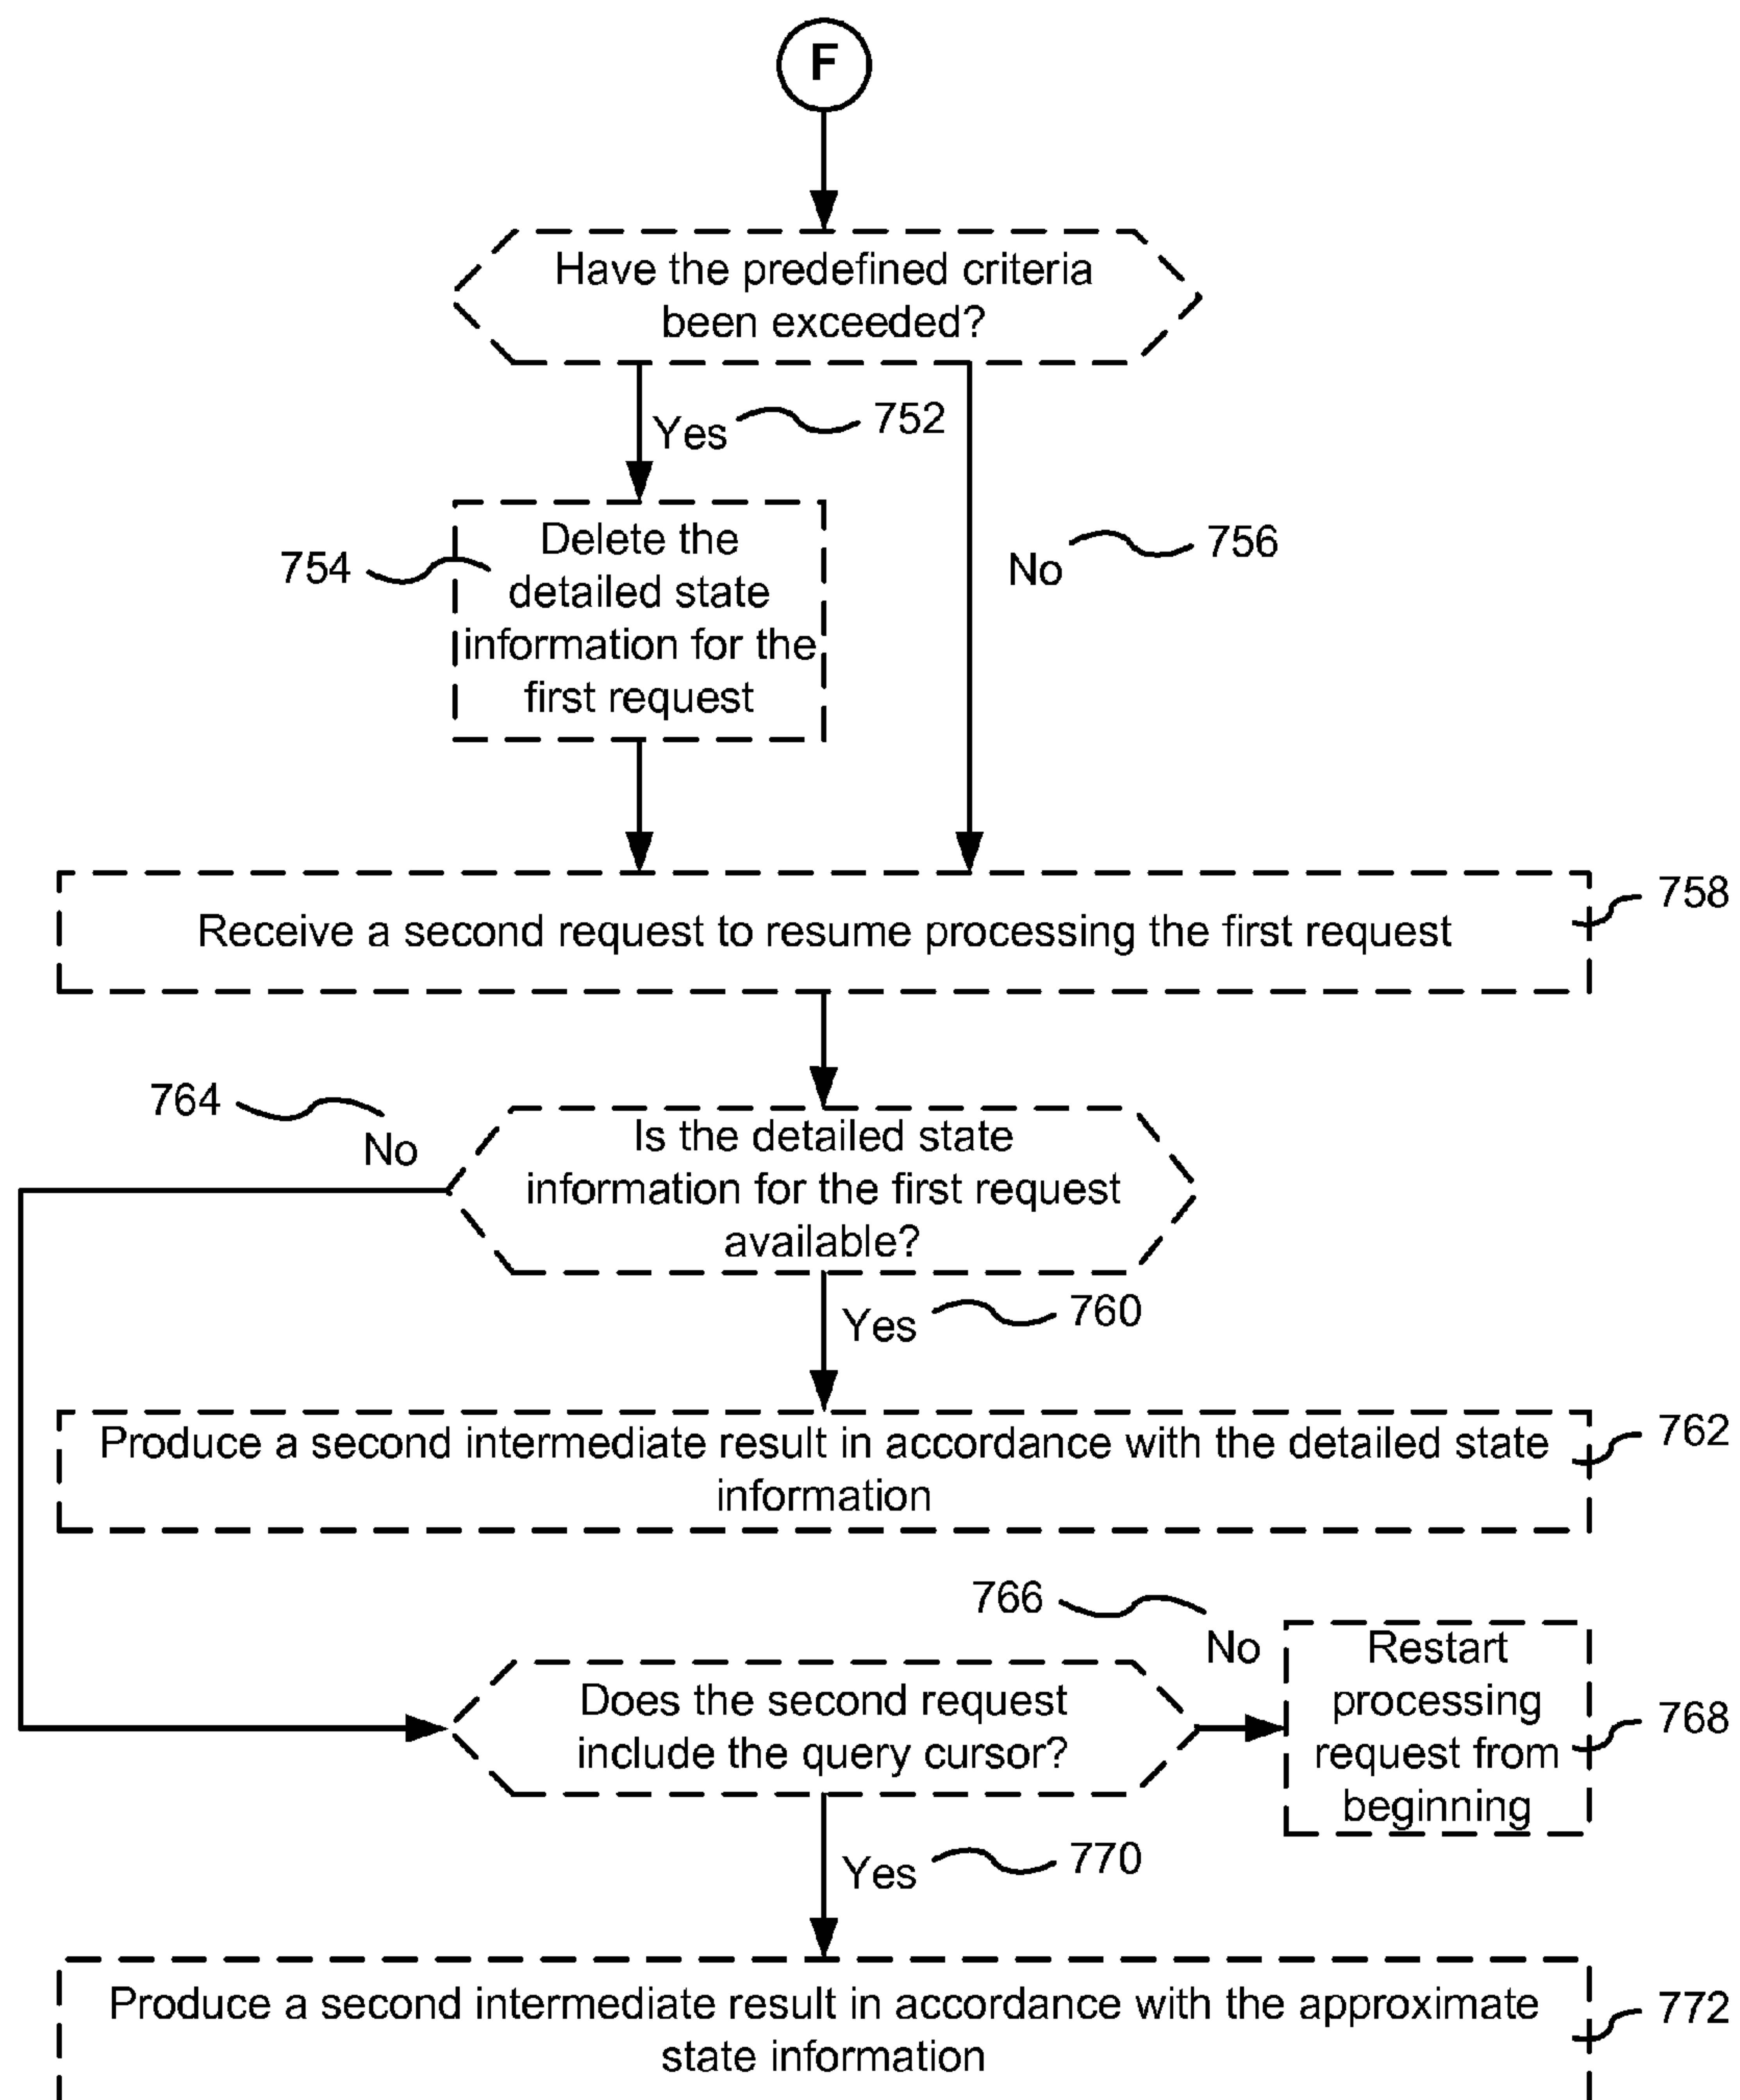 F
Have the predefined criteria
been exceeded?
Yes
752
754
Delete the
detailed state
information for the
first request
No
756
Receive a second request to resume processing the first request
758
764
No
Is the detailed state
information for the first request
available?
Yes
760
Produce a second intermediate result in accordance with the detailed state
information
762
766
No
Does the second request
include the query cursor?
Restart
processing
request from
beginning
768
Yes
770
Produce a second intermediate result in accordance with the approximate
state information
772